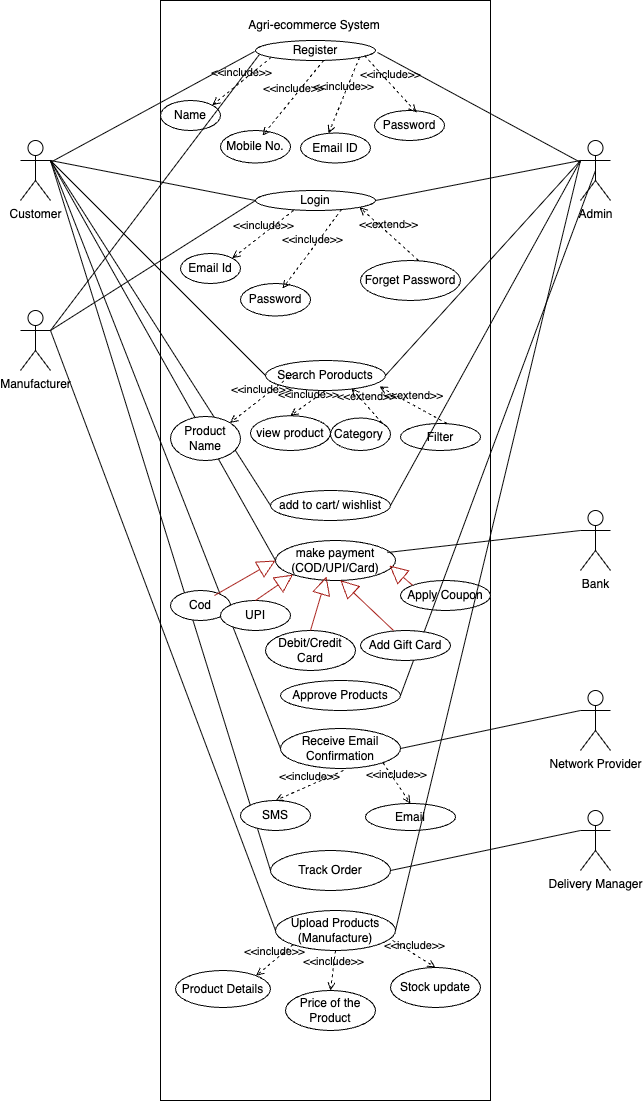 Agri-ecommerce System
Register
<<include>>
<<include>>
<<include>>
<<include>>
Name
Mobile No.
Email ID
Password
Customer
Admin
Login
<<include>>
<<include>>
<<extend>>
Email Id
Password
Forget Password
Manufacturer
Search Poroducts
<<include>>
<<include>>
<<extend>>
<<extend>>
Product
Name
view product
Category
Filter
add to cart/ wishlist
make payment
(COD/UPI/Card)
Bank
Cod
UPI
Apply Coupon
Debit/Credit
Card
Add Gift Card
Approve Products
Receive Email
Confirmation
Network Provider
<<include>>
<<include>>
SMS
Email
Track Order
Delivery Manager
Upload Products
(Manufacture)
<<include>>
<<include>>
<<include>>
Product Details
Price of the
Product
Stock update